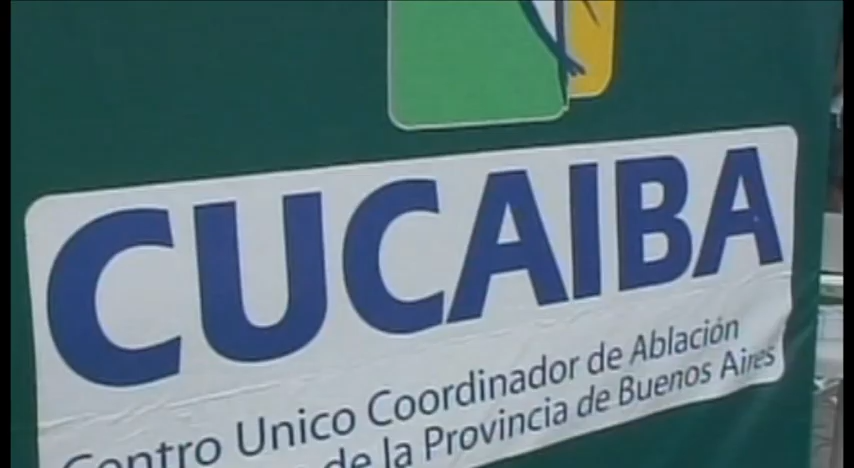 CUCAIBA
Centro Unico Coordinador de Ablación
de la Provincia de Buenos Aires